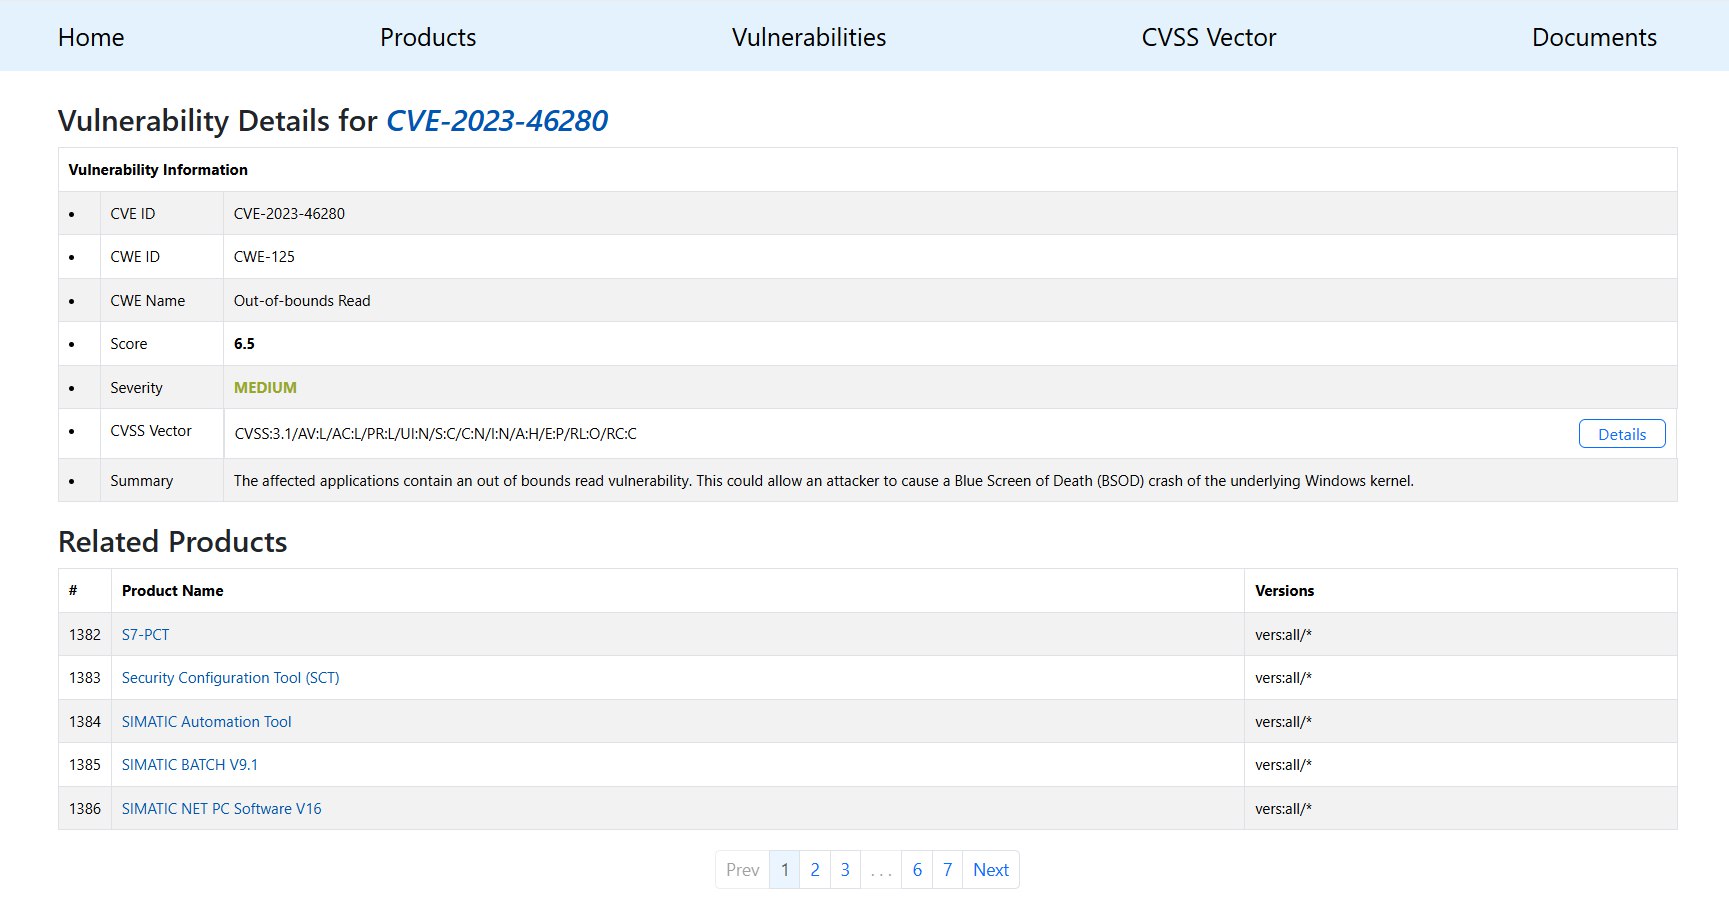 Home Products Vulnerabilities CVSS Vector Documents
Vulnerability Details for CVE-2023-46280
Vulnerability Information
• CVE ID CVE-2023-46280
• CWE ID CWE-125
• CWE Name Out-of-bounds Read
• Score 6.5
• Severity MEDIUM
• CVSS Vector CVSS:3.1/AV:L/AC:L/PR:L/UI:N/S:C/C:N/I:N/A:H/E:P/RL:O/RC:C Details
• Summary The affected applications contain an out of bounds read vulnerability. This could allow an attacker to cause a Blue Screen of Death (BSOD) crash of the underlying Windows kernel.
Related Products
# Product Name Versions
1382 S7-PCT vers:all/*
1383 Security Configuration Tool (SCT) vers:all/*
1384 SIMATIC Automation Tool vers:all/*
1385 SIMATIC BATCH V9.1 vers:all/*
1386 SIMATIC NET PC Software V16 vers:all/*
Prev 1 2 3 ... 6 7 Next